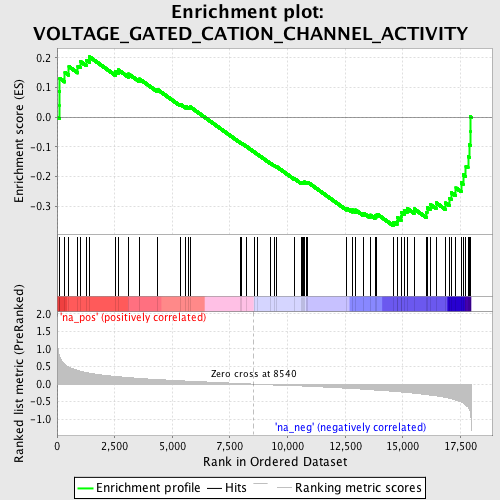 Enrichment plot:
VOLTAGE_GATED_CATION_CHANNEL_ACTIVITY
Enrichment score (ES)
0.2
0.1
0.0
-0.1
-0.2
-0.3
'na_pos' (positively correlated)
Ranked list metric (PreRanked)
2.0
1.5
1.0
0.5
0.0
-0.5
-1.0
Zero cross at 8540
'na_neg' (negatively correlated)
0
2,500
5,000
7,500
10,000
12,500
15,000
17,500
Rank in Ordered Dataset
Enrichment profile
Hits
Ranking metric scores